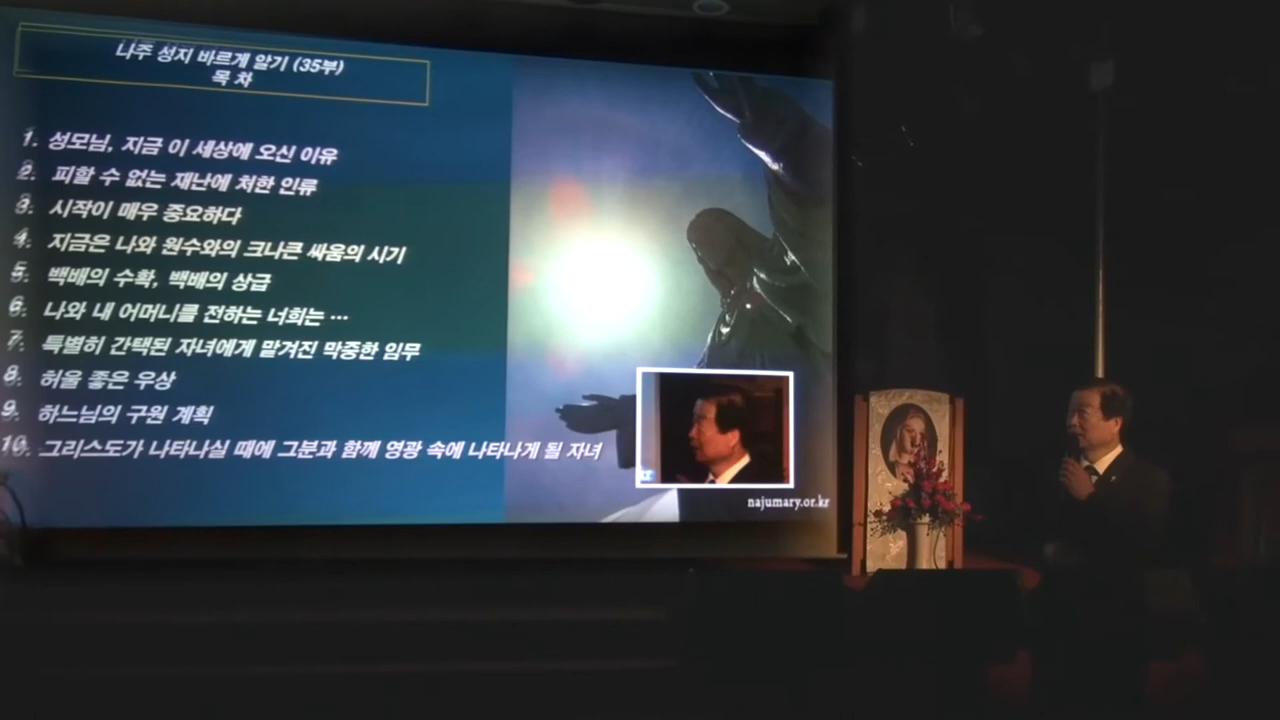 나주 성지 바르게 알기 (35부)
목 차
1. 성모님, 지금 이 세상에 오신 이유
2. 피할 수 없는 재난에 처한 인류
3. 시작이 매우 중요하다
4. 지금은 나와 원수와의 크나큰 싸움의 시기
5. 백배의 수확, 백배의 상급
6. 나와 내 어머니를 전하는 너희는 …
7. 특별히 간택된 자녀에게 맡겨진 막중한 임무
8. 허울 좋은 우상
9. 하느님의 구원 계획
10. 그리스도가 나타나실 때에 그분과 함께 영광 속에 나타나게 될 자녀
najumary.or.kr